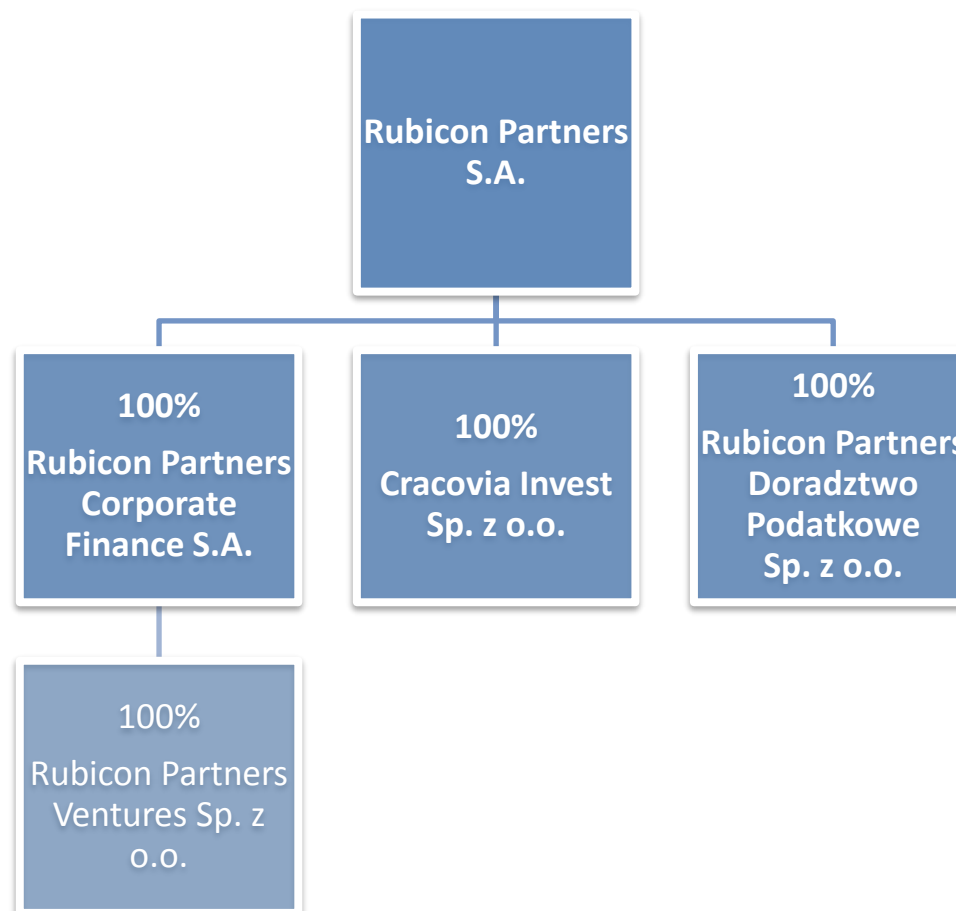 Rubicon Partners
S.A.
100%
Rubicon Partners
Corporate
Finance S.A.
100%
Cracovia Invest
Sp. z o.o.
100%
Rubicon Partners
Doradztwo
Podatkowe
Sp. z o.o.
100%
Rubicon Partners
Ventures Sp. z
o.o.